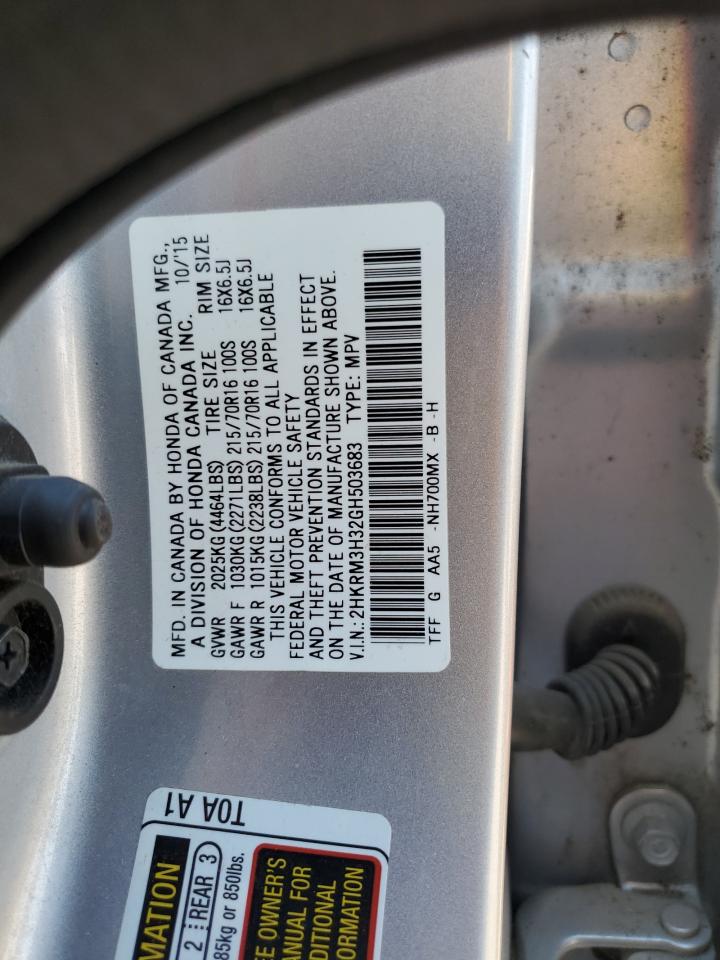 MFD. IN CANADA BY HONDA OF CANADA MFG.,
A DIVISION OF HONDA CANADA INC. 10/'15
GVWR 2025KG (4464LBS) TIRE SIZE RIM SIZE
GAWR F 1030KG (2271LBS) 215/70R16 100S 16X6.5J
GAWR R 1015KG (2238LBS) 215/70R16 100S 16X6.5J
THIS VEHICLE CONFORMS TO ALL APPLICABLE
FEDERAL MOTOR VEHICLE SAFETY
AND THEFT PREVENTION STANDARDS IN EFFECT
ON THE DATE OF MANUFACTURE SHOWN ABOVE.
V.I.N.: 2HKRM3H32GH503683 TYPE: MPV
TFF G AA5 -NH700MX -B -H
T0A A1
MATION
2 REAR 3
85kg or 850lbs.
EE OWNER'S
ANUAL FOR
DITIONAL
FORMATION